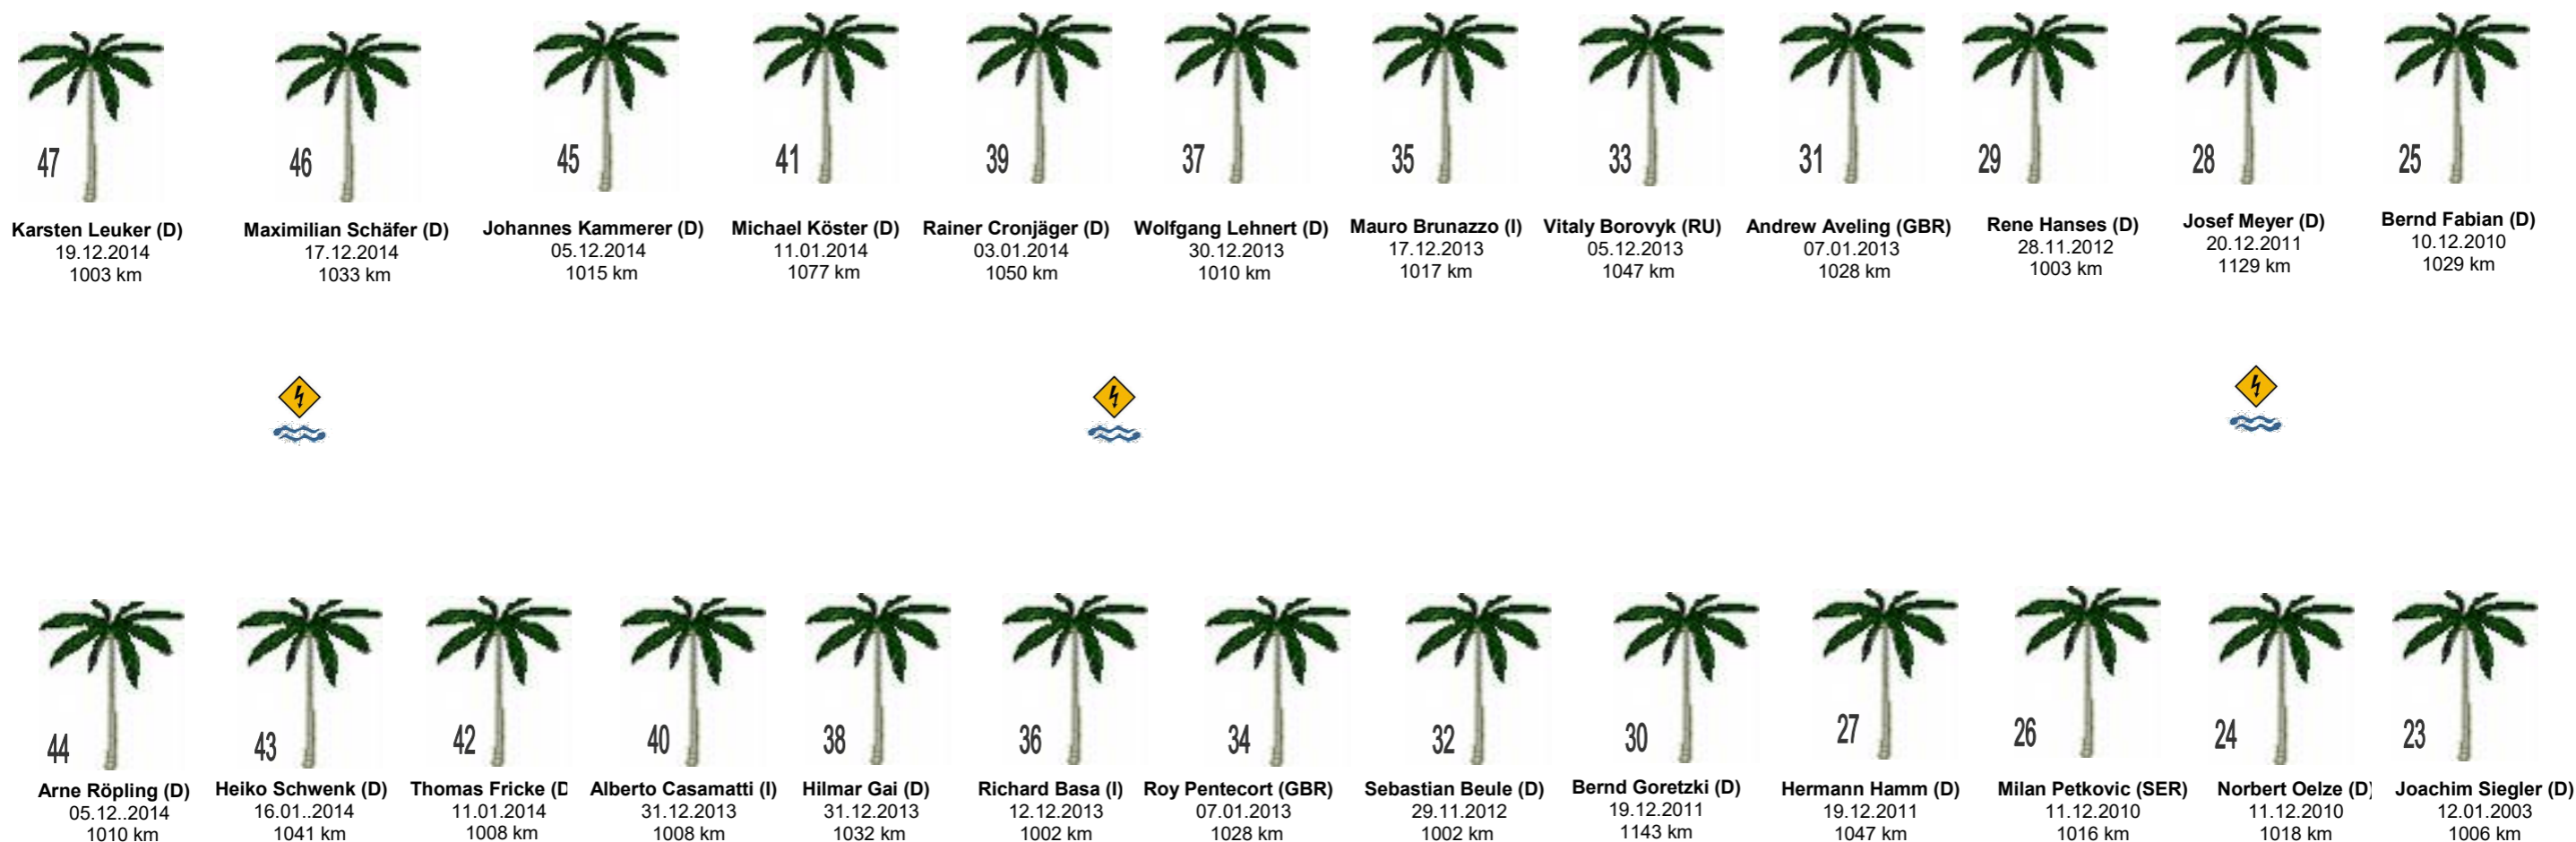 47 46 45 41 39 37 35 33 31 29 28 25
Karsten Leuker (D) Maximilian Schäfer (D) Johannes Kammerer (D) Michael Köster (D) Rainer Cronjäger (D) Wolfgang Lehnert (D) Mauro Brunazzo (I) Vitaly Borovyk (RU) Andrew Aveling (GBR) Rene Hanses (D) Josef Meyer (D) Bernd Fabian (D)
19.12.2014 17.12.2014 05.12.2014 11.01.2014 03.01.2014 30.12.2013 17.12.2013 05.12.2013 07.01.2013 28.11.2012 20.12.2011 10.12.2010
1003 km 1033 km 1015 km 1077 km 1050 km 1010 km 1017 km 1047 km 1028 km 1003 km 1129 km 1029 km
44 43 42 40 38 36 34 32 30 27 26 24 23
Arne Röpling (D) Heiko Schwenk (D) Thomas Fricke (D Alberto Casamatti (I) Hilmar Gai (D) Richard Basa (I) Roy Pentecort (GBR) Sebastian Beule (D) Bernd Goretzki (D) Hermann Hamm (D) Milan Petkovic (SER) Norbert Oelze (D) Joachim Siegler (D)
05.12..2014 16.01..2014 11.01.2014 31.12.2013 31.12.2013 12.12.2013 07.01.2013 29.11.2012 19.12.2011 19.12.2011 11.12.2010 11.12.2010 12.01.2003
1010 km 1041 km 1008 km 1008 km 1032 km 1002 km 1028 km 1002 km 1143 km 1047 km 1016 km 1018 km 1006 km